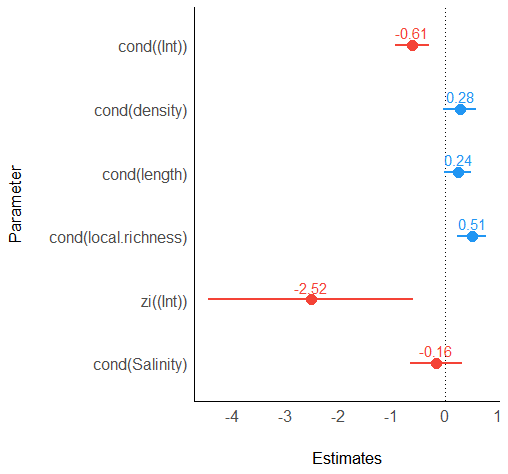 Parameter
cond((Int))
-0.61
cond(density)
0.28
cond(length)
0.24
cond(local.richness)
0.51
zi((Int))
-2.52
cond(Salinity)
-0.16
-4 -3 -2 -1 0 1
Estimates